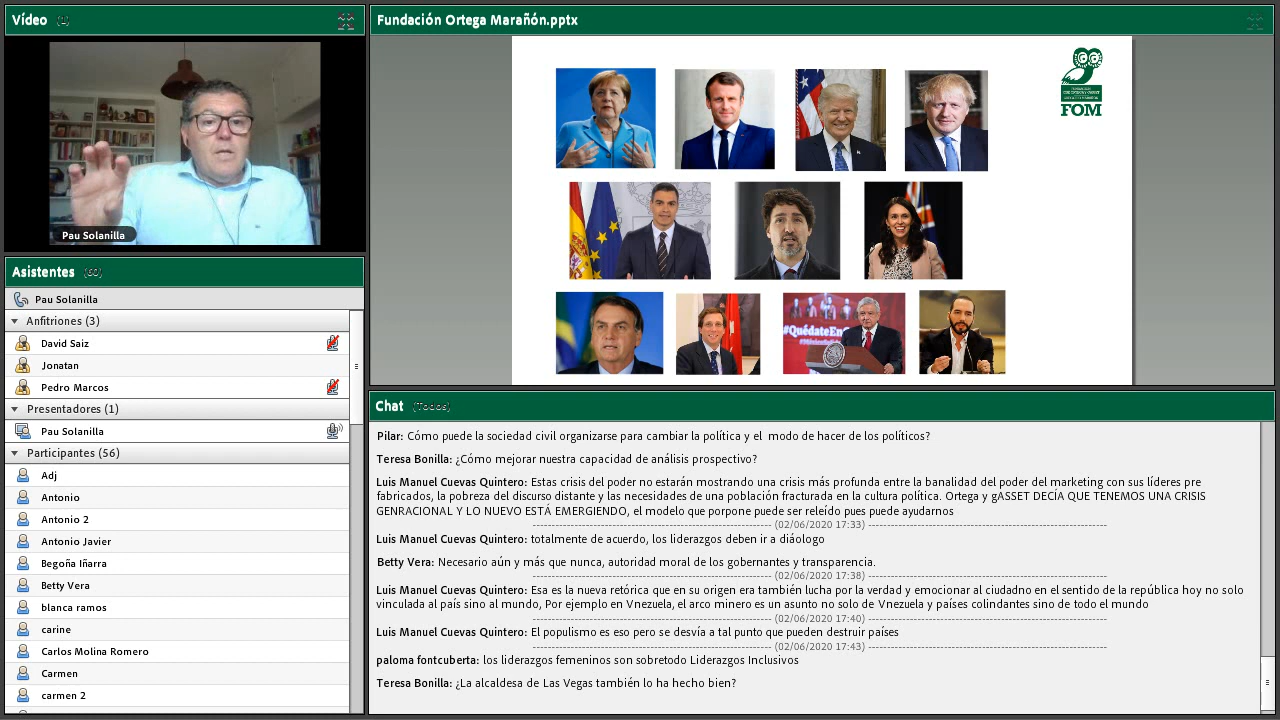 Vídeo (1)
Pau Solanilla
Asistentes (60)
Pau Solanilla
Anfitriones (3)
David Saiz
Jonatan
Pedro Marcos
Presentadores (1)
Pau Solanilla
Participantes (56)
Adj
Antonio
Antonio 2
Antonio Javier
Begoña Iñarra
Betty Vera
blanca ramos
carine
Carlos Molina Romero
Carmen
carmen 2
Fundación Ortega Marañón.pptx
FOM
#QuédateEn
Chat (Todos)
Pilar: Cómo puede la sociedad civil organizarse para cambiar la política y el modo de hacer de los políticos?
Teresa Bonilla: ¿Cómo mejorar nuestra capacidad de análisis prospectivo?
Luis Manuel Cuevas Quintero: Estas crisis del poder no estarán mostrando una crisis más profunda entre la banalidad del poder del marketing con sus líderes pre
fabricados, la pobreza del discurso distante y las necesidades de una población fracturada en la cultura política. Ortega y gASSET DECÍA QUE TENEMOS UNA CRISIS
GENRACIONAL Y LO NUEVO ESTÁ EMERGIENDO, el modelo que porpone puede ser releído pues puede ayudarnos
(02/06/2020 17:33)
Luis Manuel Cuevas Quintero: totalmente de acuerdo, los liderazgos deben ir a diáologo
Betty Vera: Necesario aún y más que nunca, autoridad moral de los gobernantes y transparencia.
(02/06/2020 17:38)
Luis Manuel Cuevas Quintero: Esa es la nueva retórica que en su origen era también lucha por la verdad y emocionar al ciudadno en el sentido de la república hoy no solo
vinculada al país sino al mundo, Por ejemplo en Vnezuela, el arco minero es un asunto no solo de Vnezuela y países colindantes sino de todo el mundo
(02/06/2020 17:40)
Luis Manuel Cuevas Quintero: El populismo es eso pero se desvía a tal punto que pueden destruir países
(02/06/2020 17:43)
paloma fontcuberta: los liderazgos femeninos son sobretodo Liderazgos Inclusivos
Teresa Bonilla: ¿La alcaldesa de Las Vegas también lo ha hecho bien?